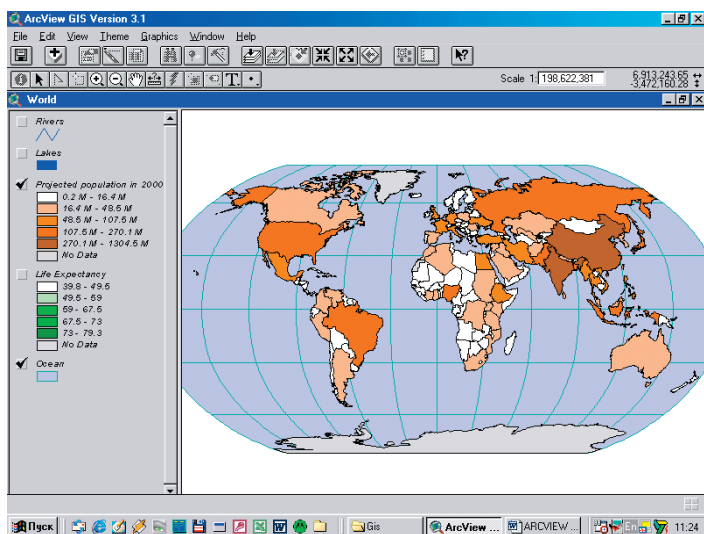 ArcView GIS Version 3.1
File Edit View Theme Graphics Window Help
Scale 1: 198,622,381 6,913,243.65
-3,472,160.28
World
Rivers
Lakes
Projected population in 2000
0.2 M - 16.4 M
16.4 M - 48.5 M
48.5 M - 107.5 M
107.5 M - 270.1 M
270.1 M - 1304.5 M
No Data
Life Expectancy
39.8 - 49.5
49.5 - 59
59 - 67.5
67.5 - 73
73 - 79.3
No Data
Ocean
Пуск Gis ArcView ... ARCVIEW ... En 11:24